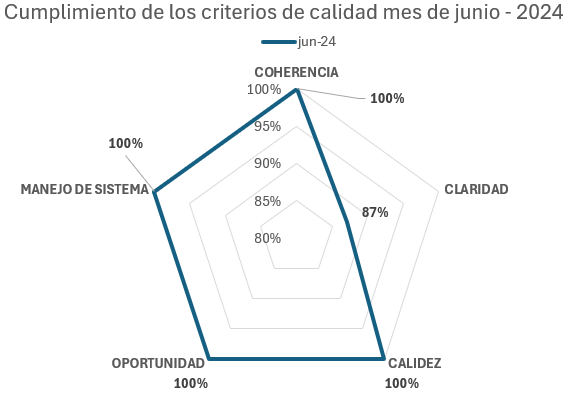 Cumplimiento de los criterios de calidad mes de junio - 2024
jun-24
COHERENCIA
100%
100%
95%
100%
90%
MANEJO DE SISTEMA
CLARIDAD
85%
87%
80%
OPORTUNIDAD
CALIDEZ
100%
100%